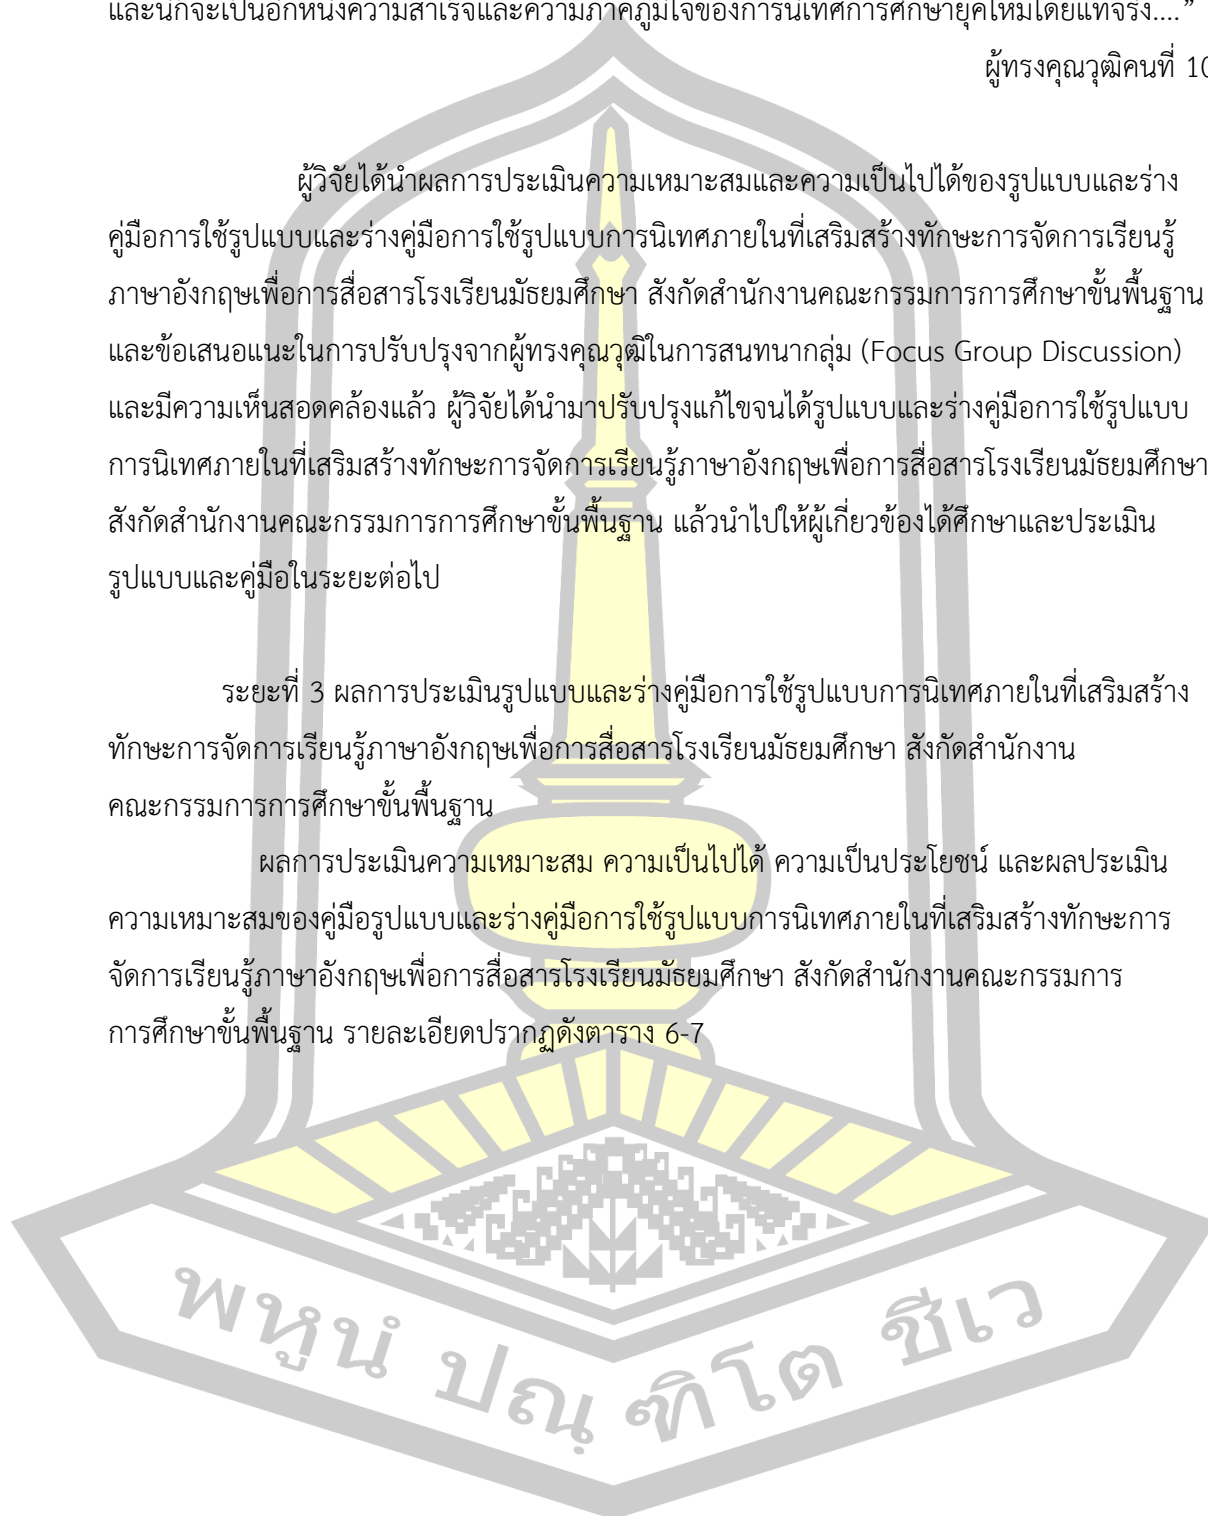 และนี่ก็จะเป็นอีกหนึ่งความสำเร็จและความภาคภูมิใจของการนิเทศการศึกษายุคใหม่โดยแท้จริง....”
ผู้ทรงคุณวุฒิคนที่ 10
ผู้วิจัยได้นำผลการประเมินความเหมาะสมและความเป็นไปได้ของรูปแบบและร่าง
คู่มือการใช้รูปแบบและร่างคู่มือการใช้รูปแบบการนิเทศภายในที่เสริมสร้างทักษะการจัดการเรียนรู้
ภาษาอังกฤษเพื่อการสื่อสารโรงเรียนมัธยมศึกษา สังกัดสำนักงานคณะกรรมการการศึกษาขั้นพื้นฐาน
และข้อเสนอแนะในการปรับปรุงจากผู้ทรงคุณวุฒิในการสนทนากลุ่ม (Focus Group Discussion)
และมีความเห็นสอดคล้องแล้ว ผู้วิจัยได้นำมาปรับปรุงแก้ไขจนได้รูปแบบและร่างคู่มือการใช้รูปแบบ
การนิเทศภายในที่เสริมสร้างทักษะการจัดการเรียนรู้ภาษาอังกฤษเพื่อการสื่อสารโรงเรียนมัธยมศึกษา
สังกัดสำนักงานคณะกรรมการการศึกษาขั้นพื้นฐาน แล้วนำไปให้ผู้เกี่ยวข้องได้ศึกษาและประเมิน
รูปแบบและคู่มือในระยะต่อไป
ระยะที่ 3 ผลการประเมินรูปแบบและร่างคู่มือการใช้รูปแบบการนิเทศภายในที่เสริมสร้าง
ทักษะการจัดการเรียนรู้ภาษาอังกฤษเพื่อการสื่อสารโรงเรียนมัธยมศึกษา สังกัดสำนักงาน
คณะกรรมการการศึกษาขั้นพื้นฐาน
ผลการประเมินความเหมาะสม ความเป็นไปได้ ความเป็นประโยชน์ และผลประเมิน
ความเหมาะสมของคู่มือรูปแบบและร่างคู่มือการใช้รูปแบบการนิเทศภายในที่เสริมสร้างทักษะการ
จัดการเรียนรู้ภาษาอังกฤษเพื่อการสื่อสารโรงเรียนมัธยมศึกษา สังกัดสำนักงานคณะกรรมการ
การศึกษาขั้นพื้นฐาน รายละเอียดปรากฏดังตาราง 6-7
พหูนํ ปณฺฑิโต ชีเว